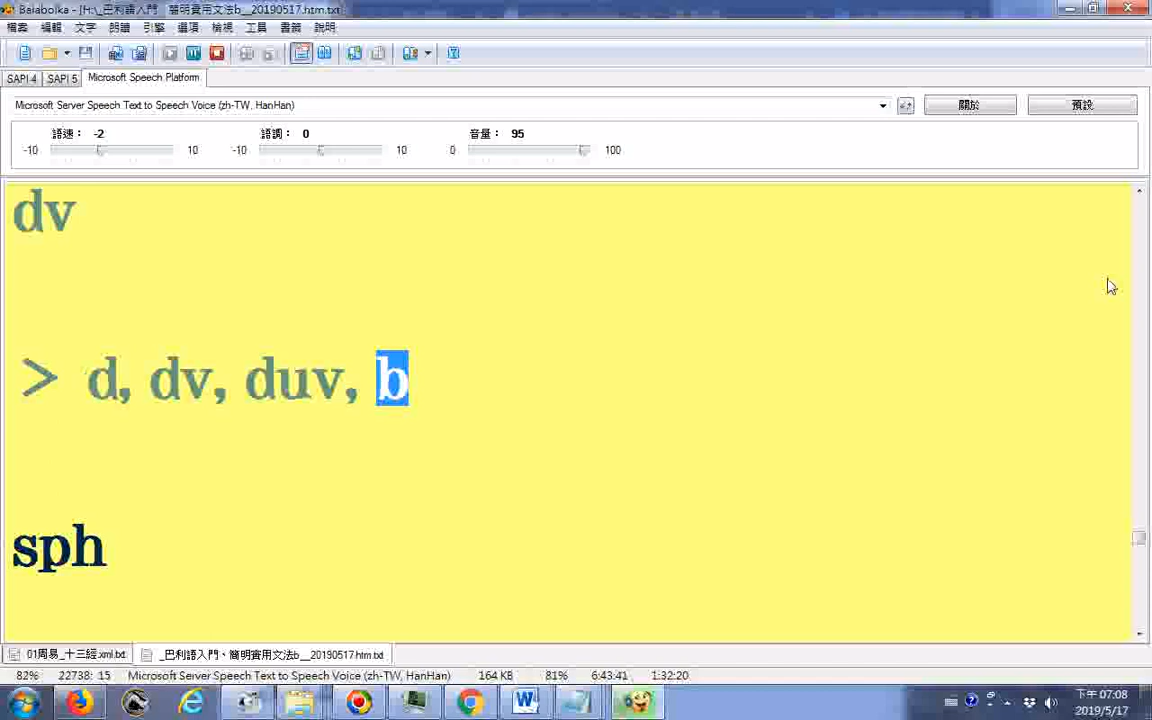 Balabolka - [H:\_巴利語入門、簡明實用文法b__20190517.htm.txt]
檔案 編輯 文字 朗讀 引擎 選項 檢視 工具 書籤 說明
SAPI 4 SAPI 5 Microsoft Speech Platform
Microsoft Server Speech Text to Speech Voice (zh-TW, HanHan) 關於 預設
語速： -2 語調： 0 音量： 95
-10 10 -10 10 0 100
dv
> d, dv, duv, b
sph
01周易_十三經.xml.txt _巴利語入門、簡明實用文法b__20190517.htm.txt
82% 22738: 15 Microsoft Server Speech Text to Speech Voice (zh-TW, HanHan) 164 KB 81% 6:43:41 1:32:20
下午 07:08
2019/5/17